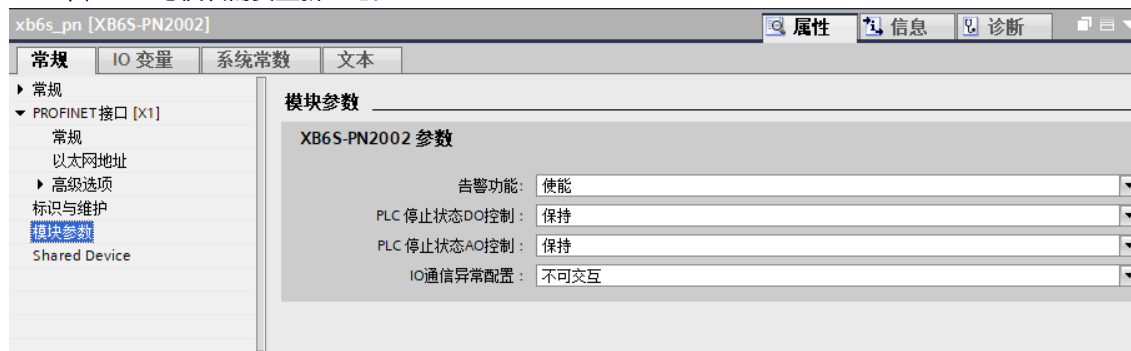 xb6s_pn [XB6S-PN2002]
属性 信息 诊断
常规 IO 变量 系统常数 文本
常规
PROFINET接口 [X1]
常规
以太网地址
高级选项
标识与维护
模块参数
Shared Device
模块参数
XB6S-PN2002 参数
告警功能: 使能
PLC 停止状态DO控制: 保持
PLC 停止状态AO控制: 保持
IO通信异常配置: 不可交互